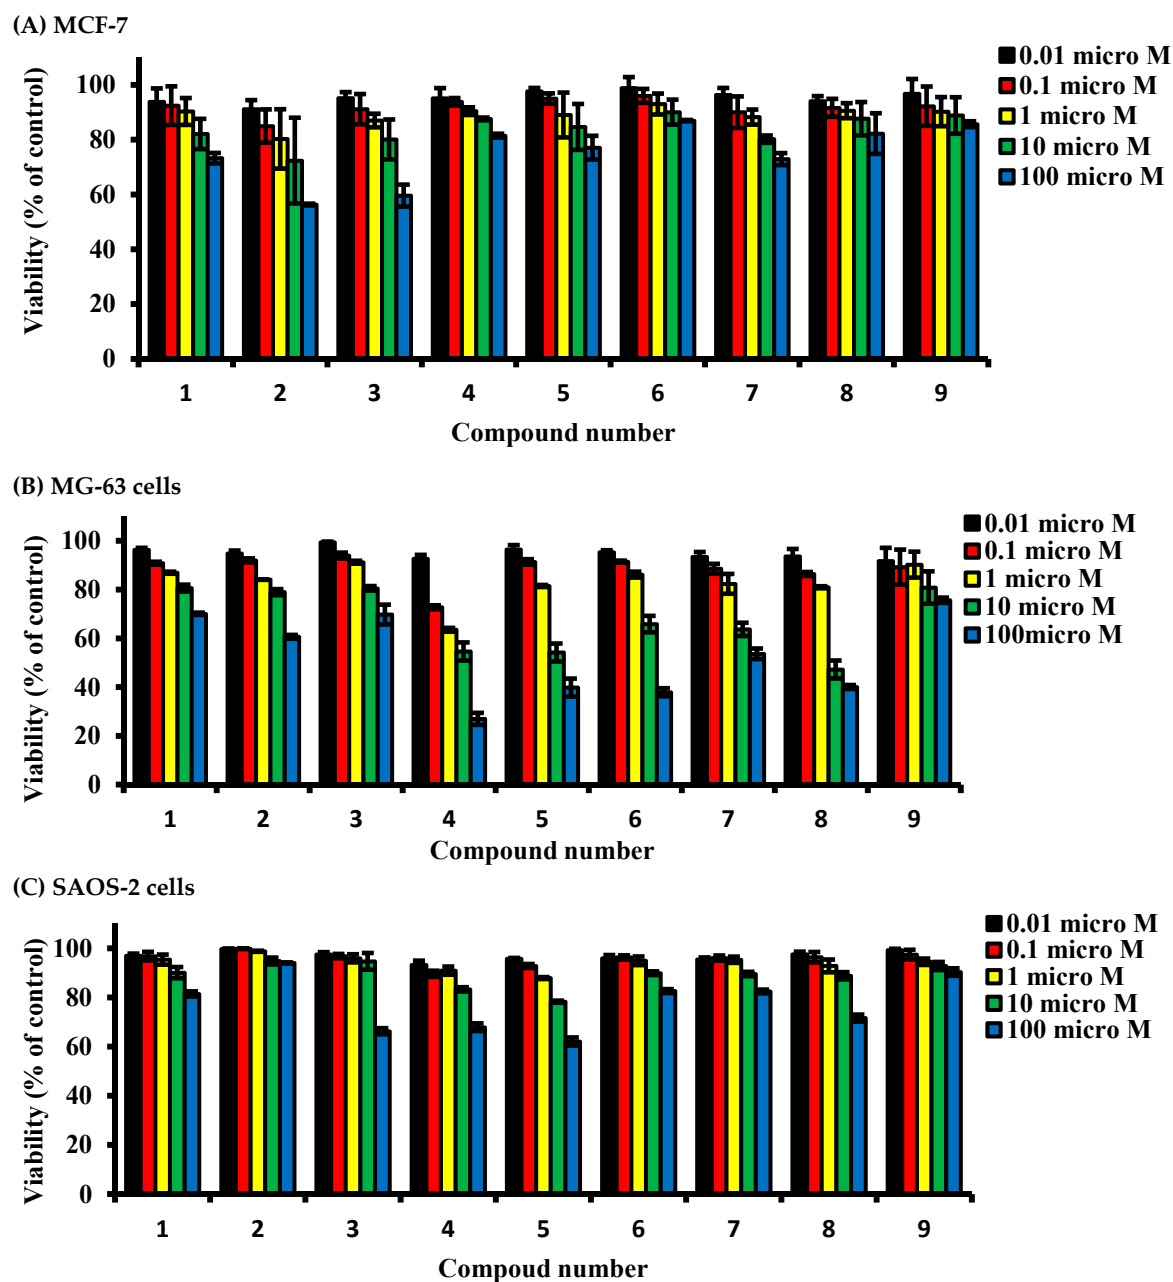 (A) MCF-7
Viability (% of control)
100
80
60
40
20
0
1 2 3 4 5 6 7 8 9
Compound number
0.01 micro M
0.1 micro M
1 micro M
10 micro M
100 micro M
(B) MG-63 cells
Viability (% of control)
100
80
60
40
20
0
1 2 3 4 5 6 7 8 9
Compound number
0.01 micro M
0.1 micro M
1 micro M
10 micro M
100micro M
(C) SAOS-2 cells
Viability (% of control)
100
80
60
40
20
0
1 2 3 4 5 6 7 8 9
Compoud number
0.01 micro M
0.1 micro M
1 micro M
10 micro M
100 micro M